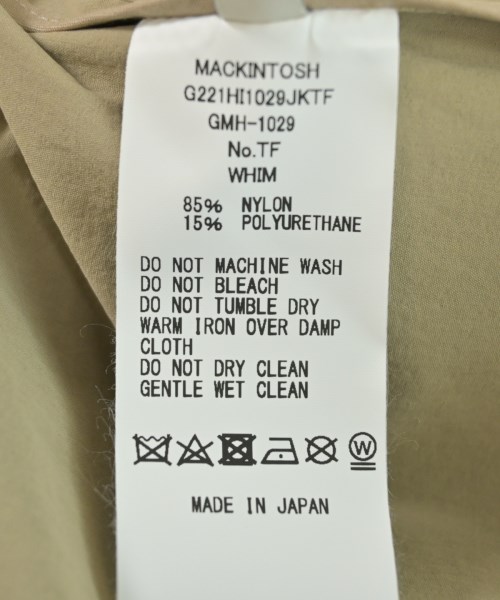 MACKINTOSH
G221HI1029JKTF
GMH-1029
No.TF
WHIM
85% NYLON
15% POLYURETHANE
DO NOT MACHINE WASH
DO NOT BLEACH
DO NOT TUMBLE DRY
WARM IRON OVER DAMP
CLOTH
DO NOT DRY CLEAN
GENTLE WET CLEAN
W
MADE IN JAPAN